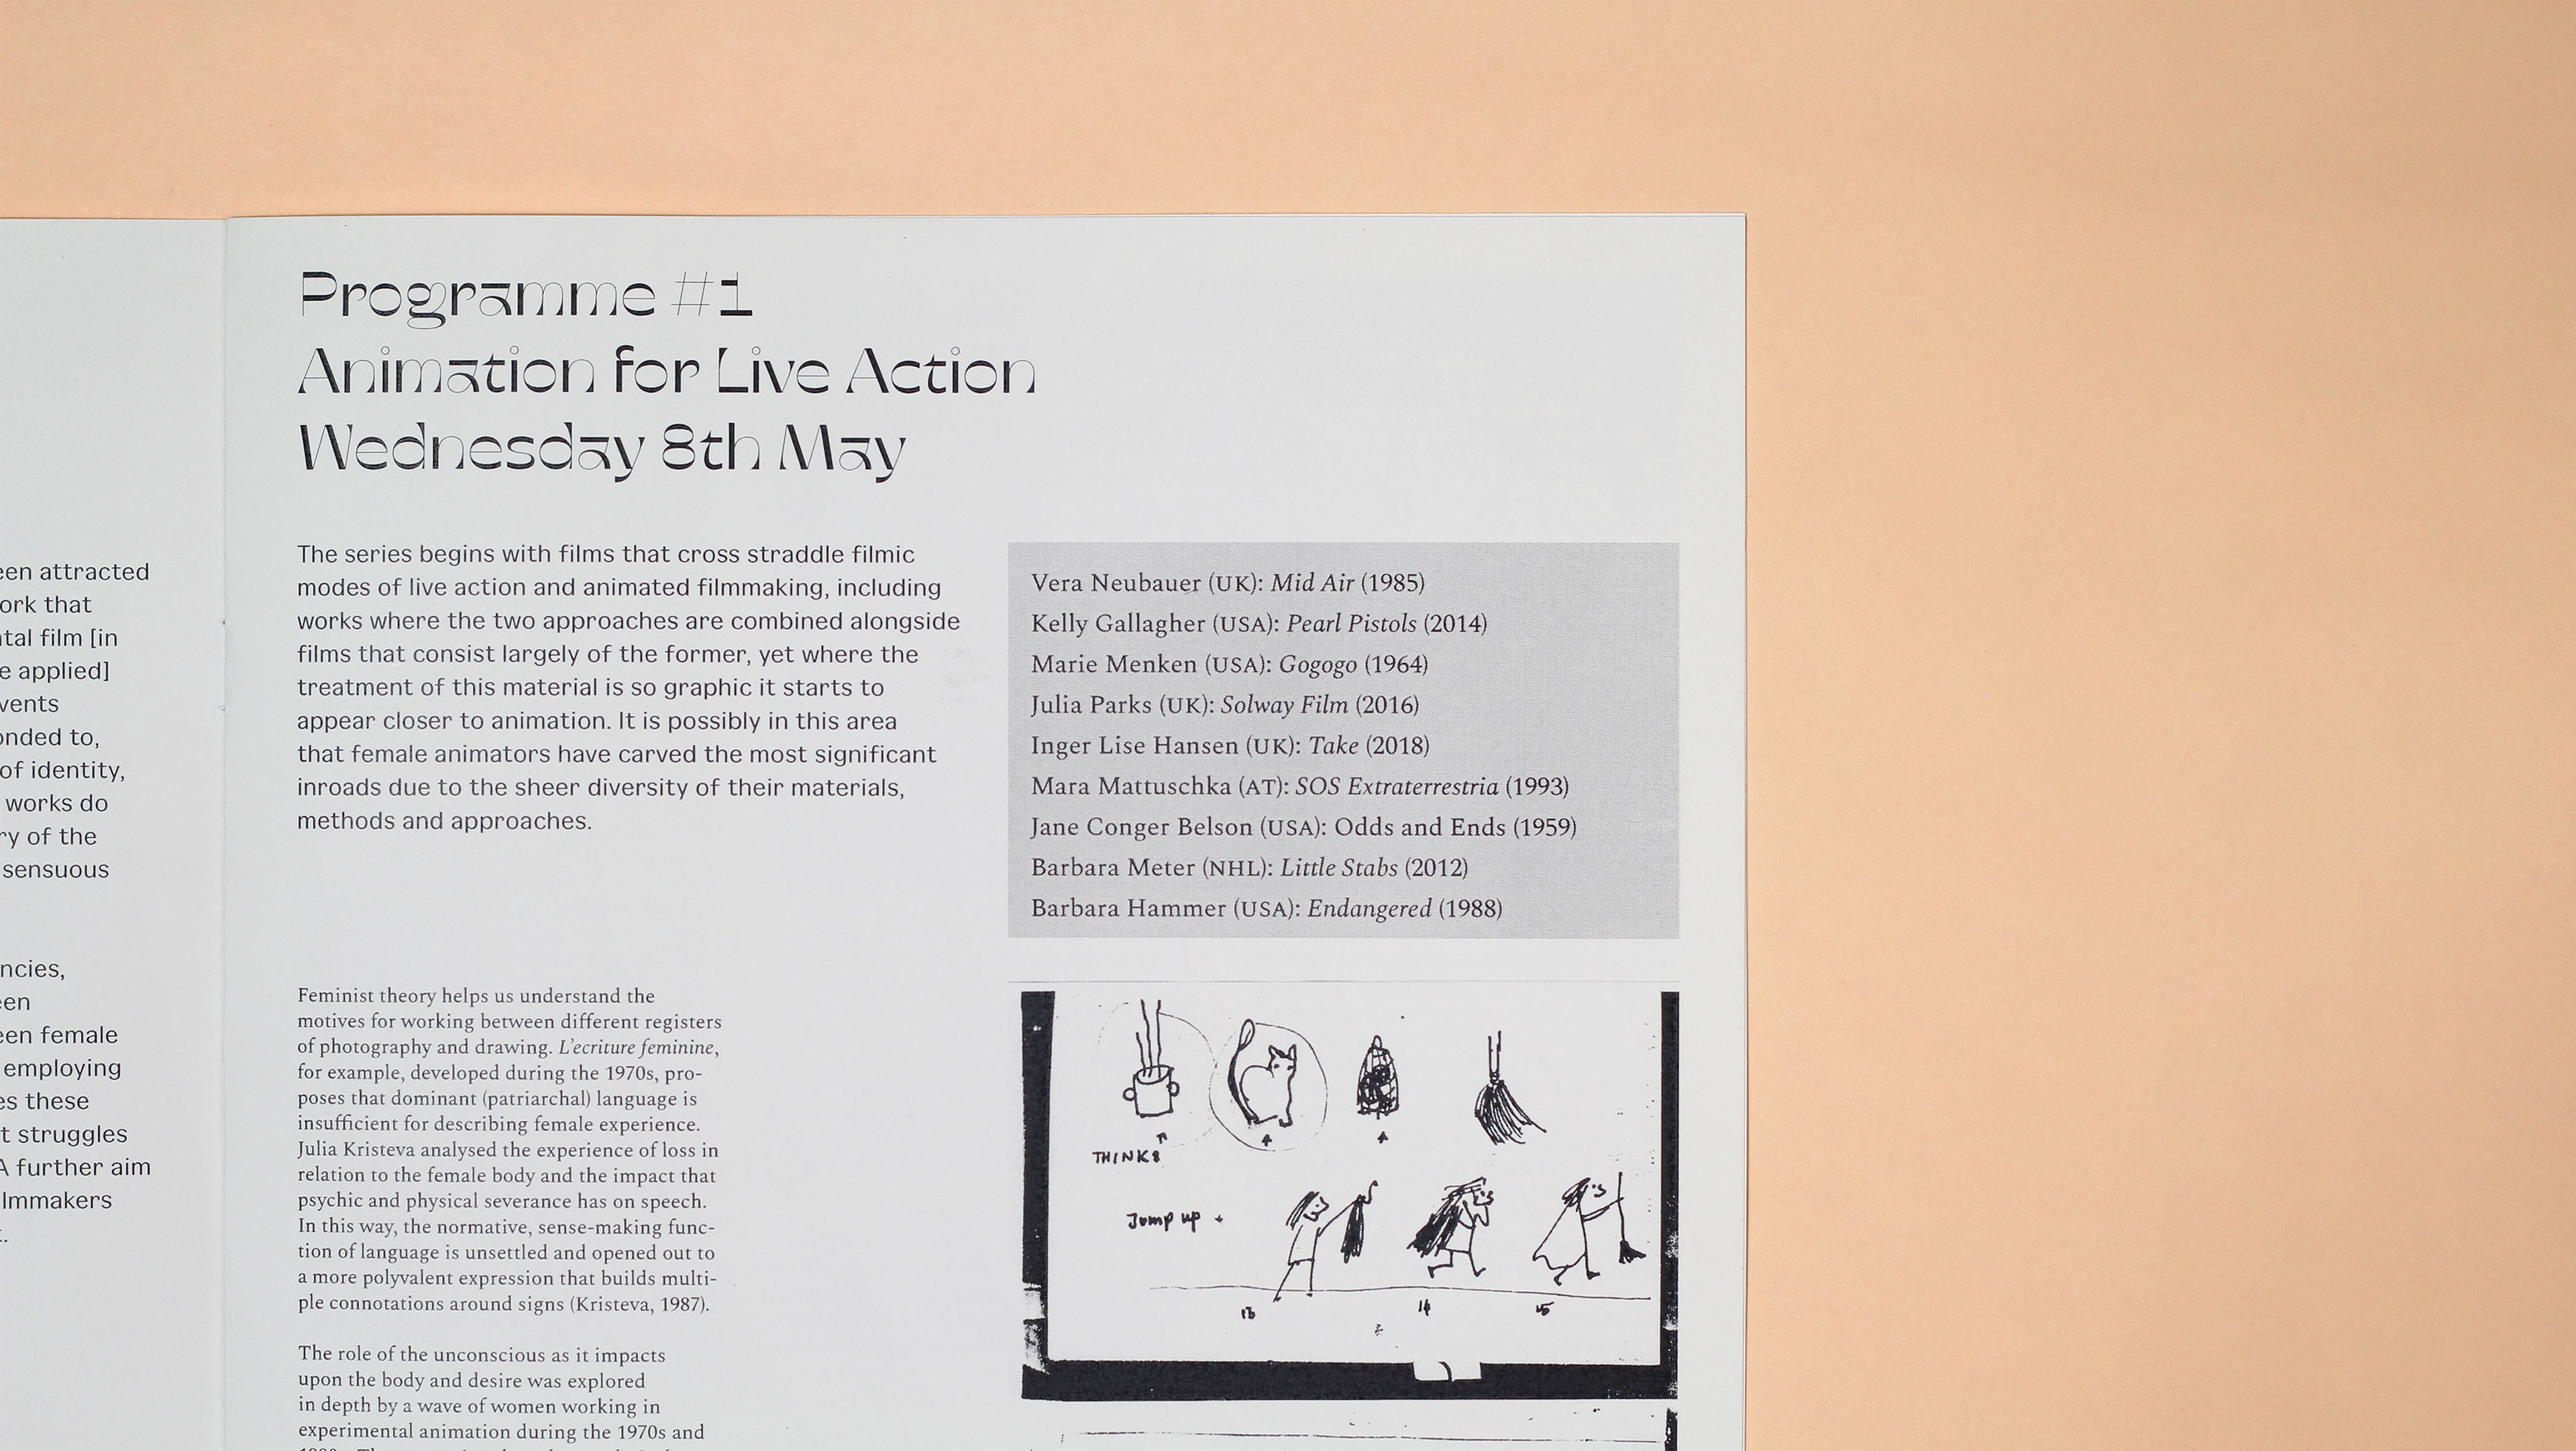 een attracted
ork that
ntal film [in
e applied]
vents
onded to,
of identity,
works do
ry of the
sensuous
ncies,
een
een female
employing
es these
t struggles
A further aim
lmmakers
t.
Programme #1
Animation for Live Action
Wednesday 8th May
The series begins with films that cross straddle filmic
modes of live action and animated filmmaking, including
works where the two approaches are combined alongside
films that consist largely of the former, yet where the
treatment of this material is so graphic it starts to
appear closer to animation. It is possibly in this area
that female animators have carved the most significant
inroads due to the sheer diversity of their materials,
methods and approaches.
Vera Neubauer (UK): Mid Air (1985)
Kelly Gallagher (USA): Pearl Pistols (2014)
Marie Menken (USA): Gogogo (1964)
Julia Parks (UK): Solway Film (2016)
Inger Lise Hansen (UK): Take (2018)
Mara Mattuschka (AT): SOS Extraterrestria (1993)
Jane Conger Belson (USA): Odds and Ends (1959)
Barbara Meter (NHL): Little Stabs (2012)
Barbara Hammer (USA): Endangered (1988)
Feminist theory helps us understand the
motives for working between different registers
of photography and drawing. L'ecriture feminine,
for example, developed during the 1970s, pro-
poses that dominant (patriarchal) language is
insufficient for describing female experience.
Julia Kristeva analysed the experience of loss in
relation to the female body and the impact that
psychic and physical severance has on speech.
In this way, the normative, sense-making func-
tion of language is unsettled and opened out to
a more polyvalent expression that builds multi-
ple connotations around signs (Kristeva, 1987).
The role of the unconscious as it impacts
upon the body and desire was explored
in depth by a wave of women working in
experimental animation during the 1970s and
THINKS
Jump up
13 14 15